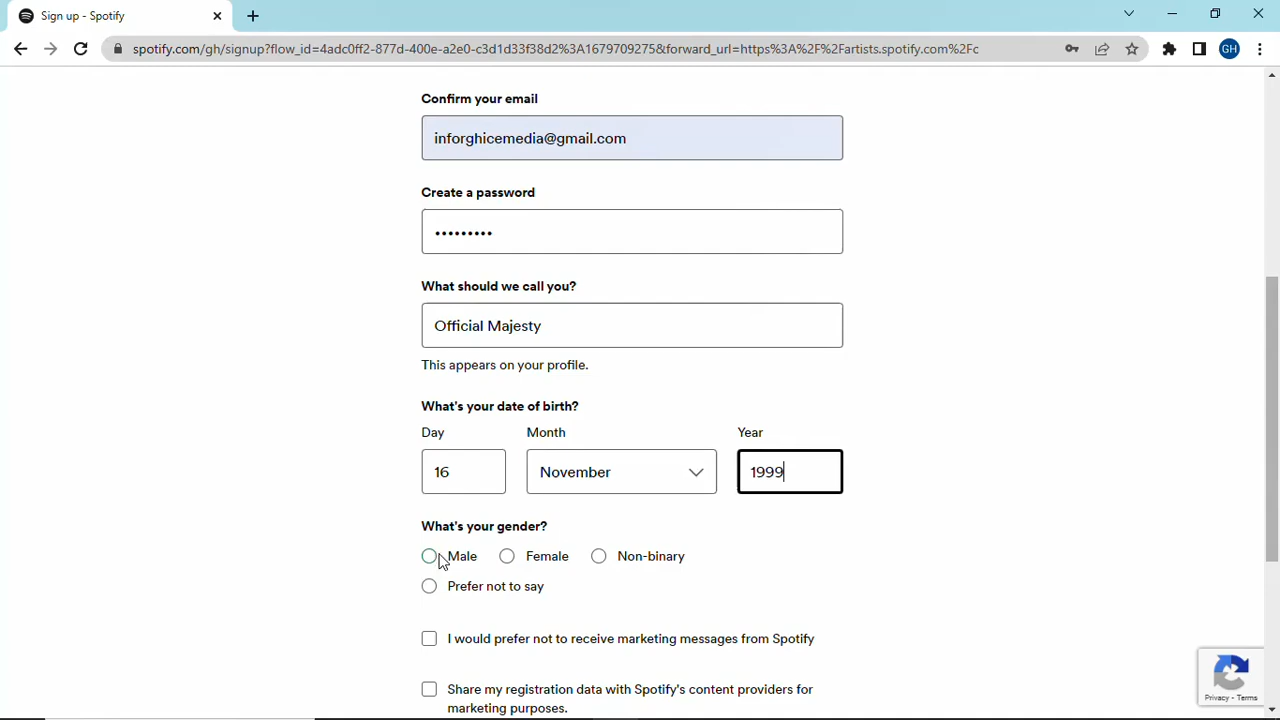 Sign up - Spotify
spotify.com/gh/signup?flow_id=4adc0ff2-877d-400e-a2e0-c3d1d33f38d2%3A1679709275&forward_url=https%3A%2F%2Fartists.spotify.com%2Fc
GH
Confirm your email
inforghicemedia@gmail.com
Create a password
•••••••••
What should we call you?
Official Majesty
This appears on your profile.
What's your date of birth?
Day Month Year
16 November 1999
What's your gender?
Male Female Non-binary
Prefer not to say
I would prefer not to receive marketing messages from Spotify
Share my registration data with Spotify's content providers for
marketing purposes.
Privacy - Terms